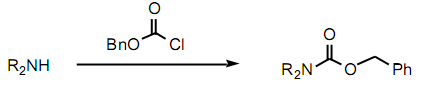 O
BnO Cl
R₂NH
O
R₂N O Ph